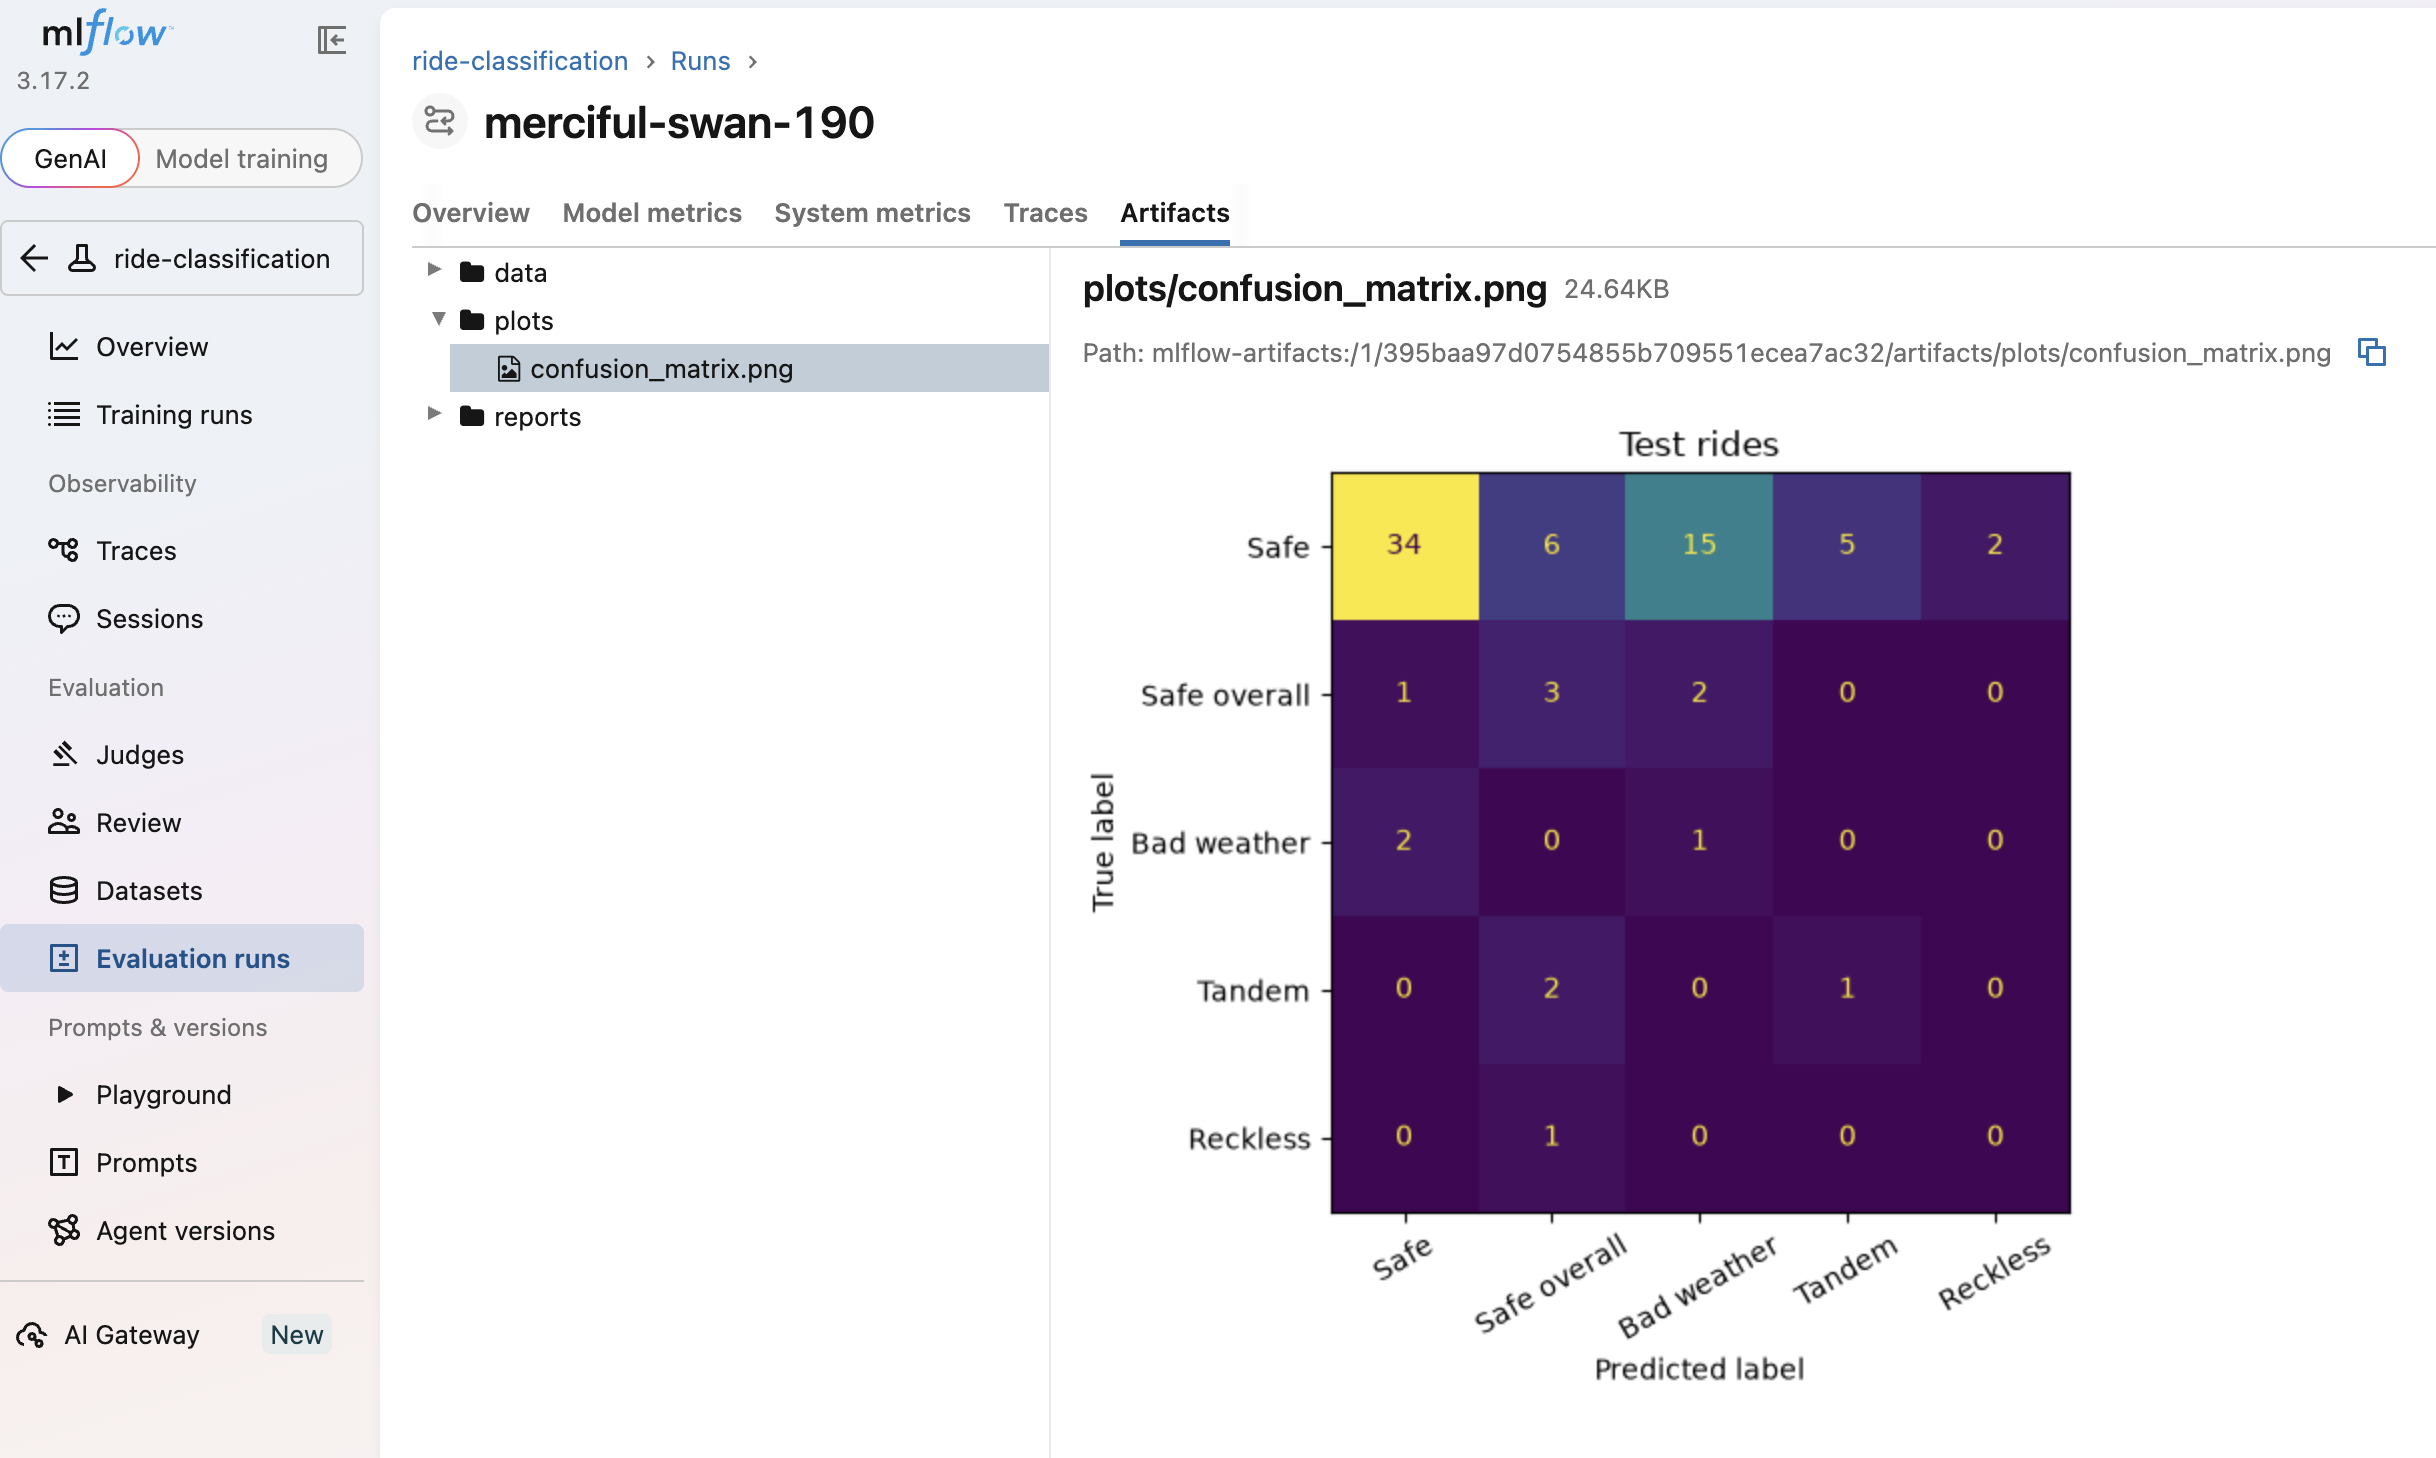 mlflow
3.17.2
GenAI Model training
ride-classification
Overview
Training runs
Observability
Traces
Sessions
Evaluation
Judges
Review
Datasets
Evaluation runs
Prompts & versions
Playground
Prompts
Agent versions
AI Gateway New
ride-classification > Runs >
merciful-swan-190
Overview Model metrics System metrics Traces Artifacts
data
plots
confusion_matrix.png
reports
plots/confusion_matrix.png 24.64KB
Path: mlflow-artifacts:/1/395baa97d0754855b709551ecea7ac32/artifacts/plots/confusion_matrix.png
Test rides
True label
Safe 34 6 15 5 2
Safe overall 1 3 2 0 0
Bad weather 2 0 1 0 0
Tandem 0 2 0 1 0
Reckless 0 1 0 0 0
Safe Safe overall Bad weather Tandem Reckless
Predicted label